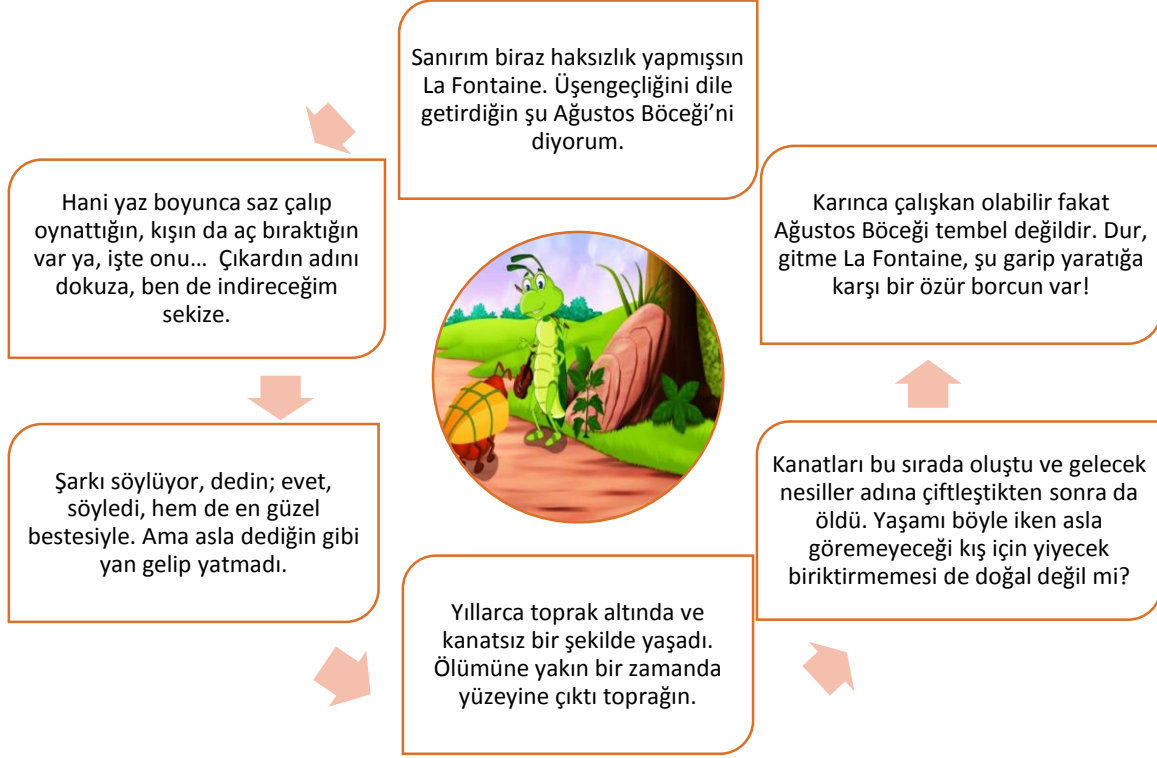 Sanırım biraz haksızlık yapmışsın
La Fontaine. Üşengeçliğini dile
getirdiğin şu Ağustos Böceği’ni
diyorum.
Hani yaz boyunca saz çalıp
oynattığın, kışın da aç bıraktığın
var ya, işte onu… Çıkardın adını
dokuza, ben de indireceğim
sekize.
Şarkı söylüyor, dedin; evet,
söyledi, hem de en güzel
bestesiyle. Ama asla dediğin gibi
yan gelip yatmadı.
Yıllarca toprak altında ve
kanatsız bir şekilde yaşadı.
Ölümüne yakın bir zamanda
yüzeyine çıktı toprağın.
Kanatları bu sırada oluştu ve gelecek
nesiller adına çiftleştikten sonra da
öldü. Yaşamı böyle iken asla
göremeyeceği kış için yiyecek
biriktirmemesi de doğal değil mi?
Karınca çalışkan olabilir fakat
Ağustos Böceği tembel değildir. Dur,
gitme La Fontaine, şu garip yaratığa
karşı bir özür borcun var!